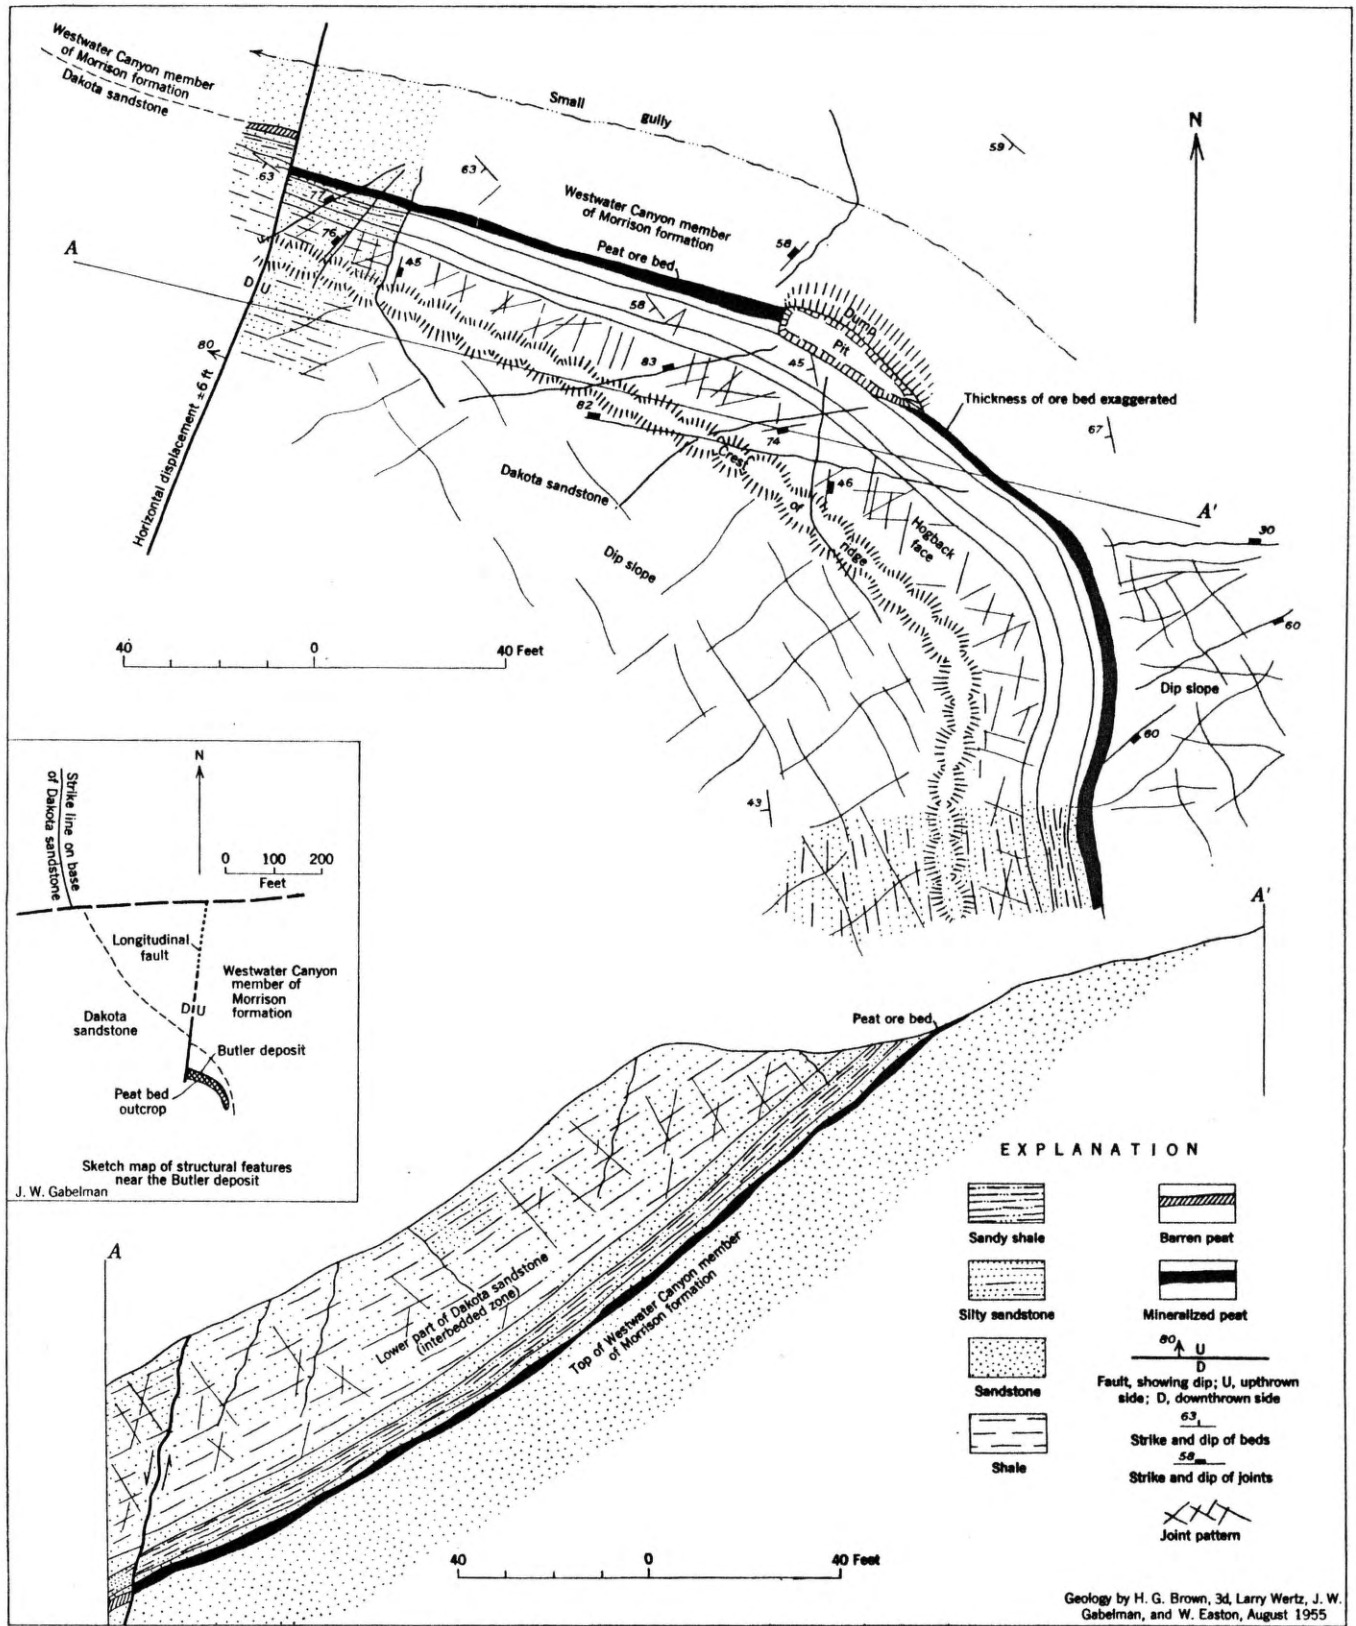 Westwater Canyon member
of Morrison formation
Dakota sandstone
Small
gully
N
59
63
63
77
76
45
Westwater Canyon member
of Morrison formation
Peat ore bed
58
A
D U
80
Horizontal displacement ±6 ft
58
83
82
74
45
Dump
Pit
Thickness of ore bed exaggerated
67
Crest
of
ridge
46
Hogback
face
Dakota sandstone
Dip slope
A'
30
60
Dip slope
60
43
40 0 40 Feet
N
Strike line on base
of Dakota sandstone
0 100 200
Feet
Longitudinal
fault
Westwater Canyon
member of
Morrison
formation
D U
Dakota
sandstone
Butler deposit
Peat bed
outcrop
Sketch map of structural features
near the Butler deposit
J. W. Gabelman
A'
Peat ore bed
A
Lower part of Dakota sandstone
(interbedded zone)
Top of Westwater Canyon member
of Morrison formation
40 0 40 Feet
EXPLANATION
Sandy shale
Silty sandstone
Sandstone
Shale
Barren peat
Mineralized peat
80 U
D
Fault, showing dip; U, upthrown
side; D, downthrown side
63
Strike and dip of beds
58
Strike and dip of joints
Joint pattern
Geology by H. G. Brown, 3d, Larry Wertz, J. W.
Gabelman, and W. Easton, August 1955